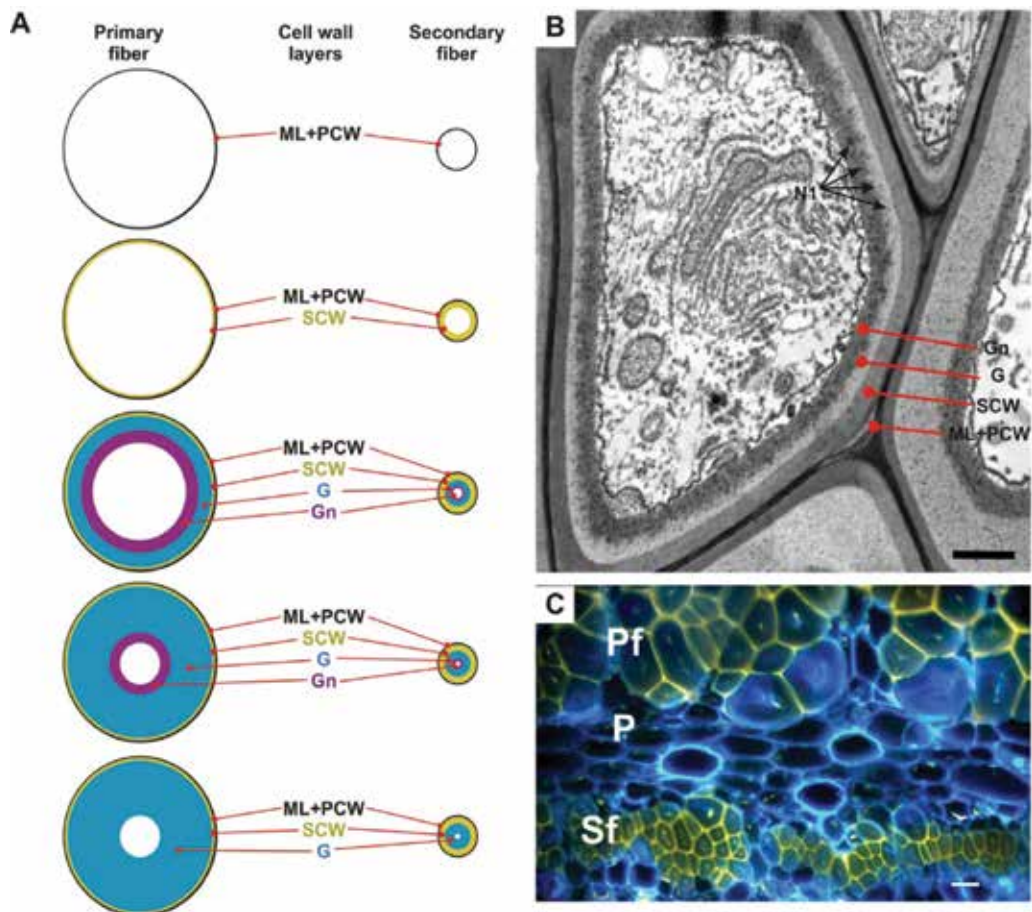 A
Primary fiber
Cell wall layers
Secondary fiber
ML+PCW
ML+PCW
SCW
ML+PCW
SCW
G
Gn
ML+PCW
SCW
G
Gn
ML+PCW
SCW
G
B
N1
Gn
G
SCW
ML+PCW
C
Pf
P
Sf